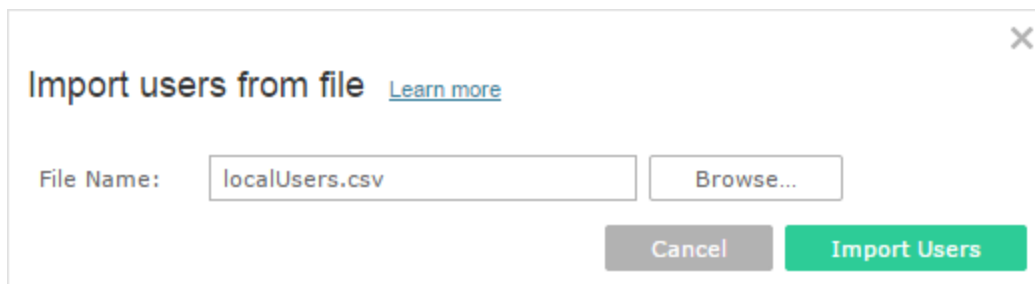 Import users from file Learn more
File Name: localUsers.csv Browse...
Cancel Import Users